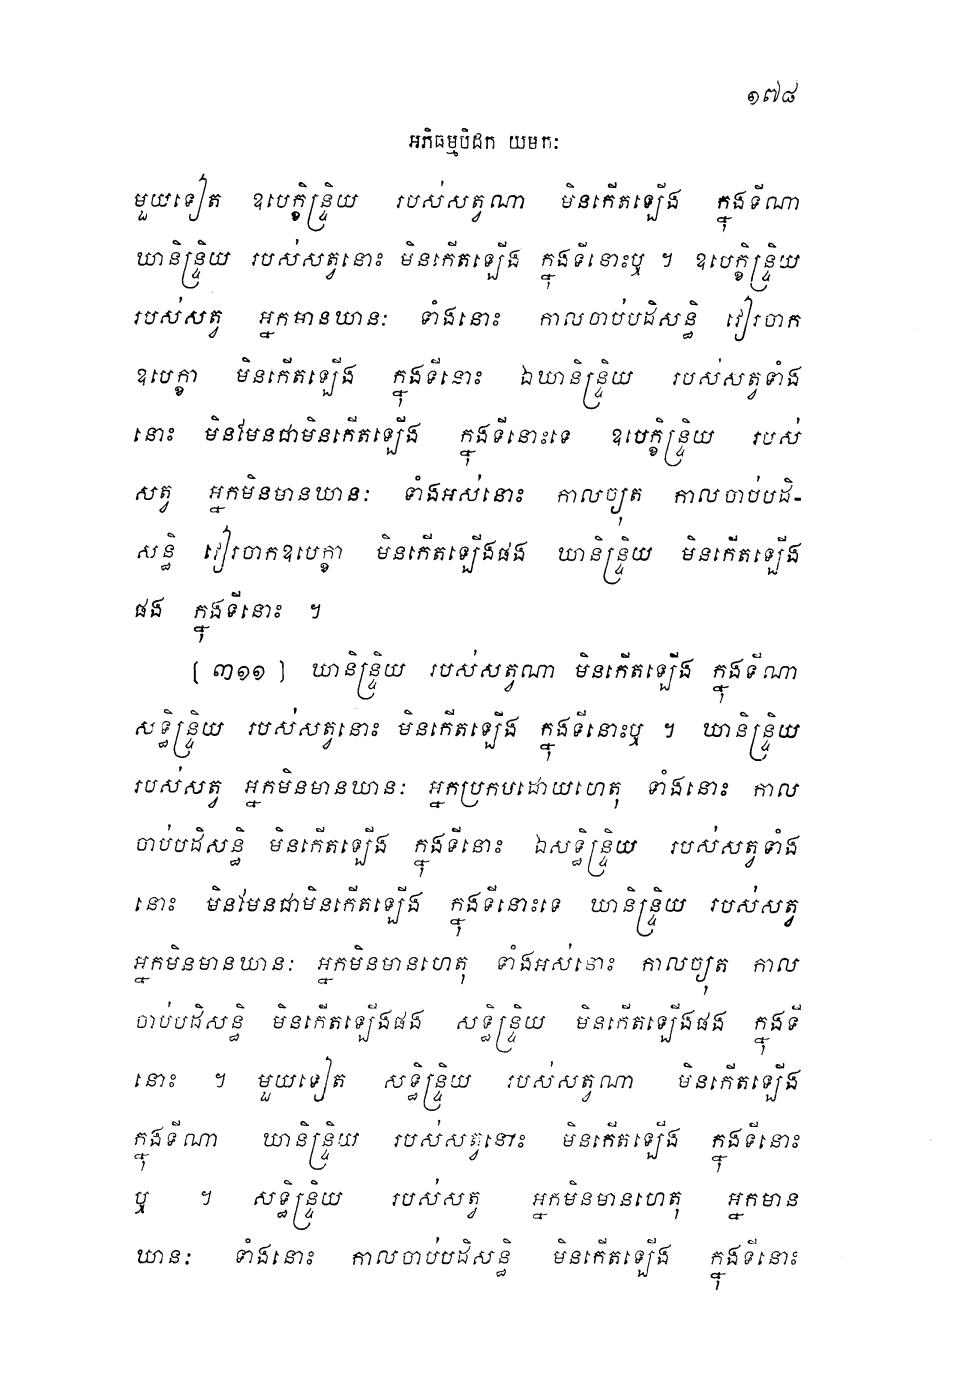 ១៧៨
អភិធម្មបិដក យមកៈ
មួយទៀត ឧបេក្ខិន្ទ្រិយ របស់សត្វណា មិនកើតឡើង ក្នុងទីណា
ឃានិន្ទ្រិយ របស់សត្វនោះ មិនកើតឡើង ក្នុងទីនោះឬ ។ ឧបេក្ខិន្ទ្រិយ
របស់សត្វ អ្នកមានឃានៈ ទាំងនោះ កាលចាប់បដិសន្ធិ វៀរចាក
ឧបេក្ខា មិនកើតឡើង ក្នុងទីនោះ ឯឃានិន្ទ្រិយ របស់សត្វទាំង
នោះ មិនមែនជាមិនកើតឡើង ក្នុងទីនោះទេ ឧបេក្ខិន្ទ្រិយ របស់
សត្វ អ្នកមិនមានឃានៈ ទាំងអស់នោះ កាលច្យុត កាលចាប់បដិ-
សន្ធិ វៀរចាកឧបេក្ខា មិនកើតឡើងផង ឃានិន្ទ្រិយ មិនកើតឡើង
ផង ក្នុងទីនោះ ។
[ ៣១១ ] ឃានិន្ទ្រិយ របស់សត្វណា មិនកើតឡើង ក្នុងទីណា
សទ្ធិន្ទ្រិយ របស់សត្វនោះ មិនកើតឡើង ក្នុងទីនោះឬ ។ ឃានិន្ទ្រិយ
របស់សត្វ អ្នកមិនមានឃានៈ អ្នកប្រកបដោយហេតុ ទាំងនោះ កាល
ចាប់បដិសន្ធិ មិនកើតឡើង ក្នុងទីនោះ ឯសទ្ធិន្ទ្រិយ របស់សត្វទាំង
នោះ មិនមែនជាមិនកើតឡើង ក្នុងទីនោះទេ ឃានិន្ទ្រិយ របស់សត្វ
អ្នកមិនមានឃានៈ អ្នកមិនមានហេតុ ទាំងអស់នោះ កាលច្យុត កាល
ចាប់បដិសន្ធិ មិនកើតឡើងផង សទ្ធិន្ទ្រិយ មិនកើតឡើងផង ក្នុងទី
នោះ ។ មួយទៀត សទ្ធិន្ទ្រិយ របស់សត្វណា មិនកើតឡើង
ក្នុងទីណា ឃានិន្ទ្រិយ របស់សត្វនោះ មិនកើតឡើង ក្នុងទីនោះ
ឬ ។ សទ្ធិន្ទ្រិយ របស់សត្វ អ្នកមិនមានហេតុ អ្នកមាន
ឃានៈ ទាំងនោះ កាលចាប់បដិសន្ធិ មិនកើតឡើង ក្នុងទីនោះ